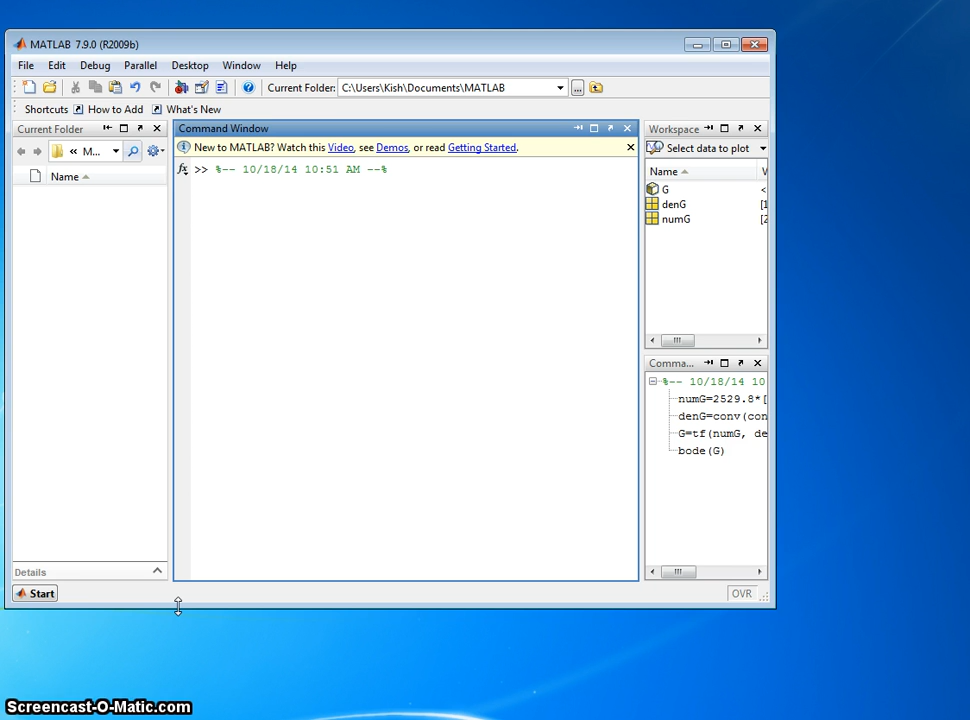 MATLAB 7.9.0 (R2009b)
File Edit Debug Parallel Desktop Window Help
Current Folder: C:\Users\Kish\Documents\MATLAB
Shortcuts How to Add What's New
Current Folder
« M...
Name
Details
Command Window
New to MATLAB? Watch this Video, see Demos, or read Getting Started.
fx >> %-- 10/18/14 10:51 AM --%
Workspace
Select data to plot
Name V
G <
denG [1
numG [2
Comma...
%-- 10/18/14 10
numG=2529.8*[
denG=conv(con
G=tf(numG, de
bode(G)
Start
OVR
Screencast-O-Matic.com